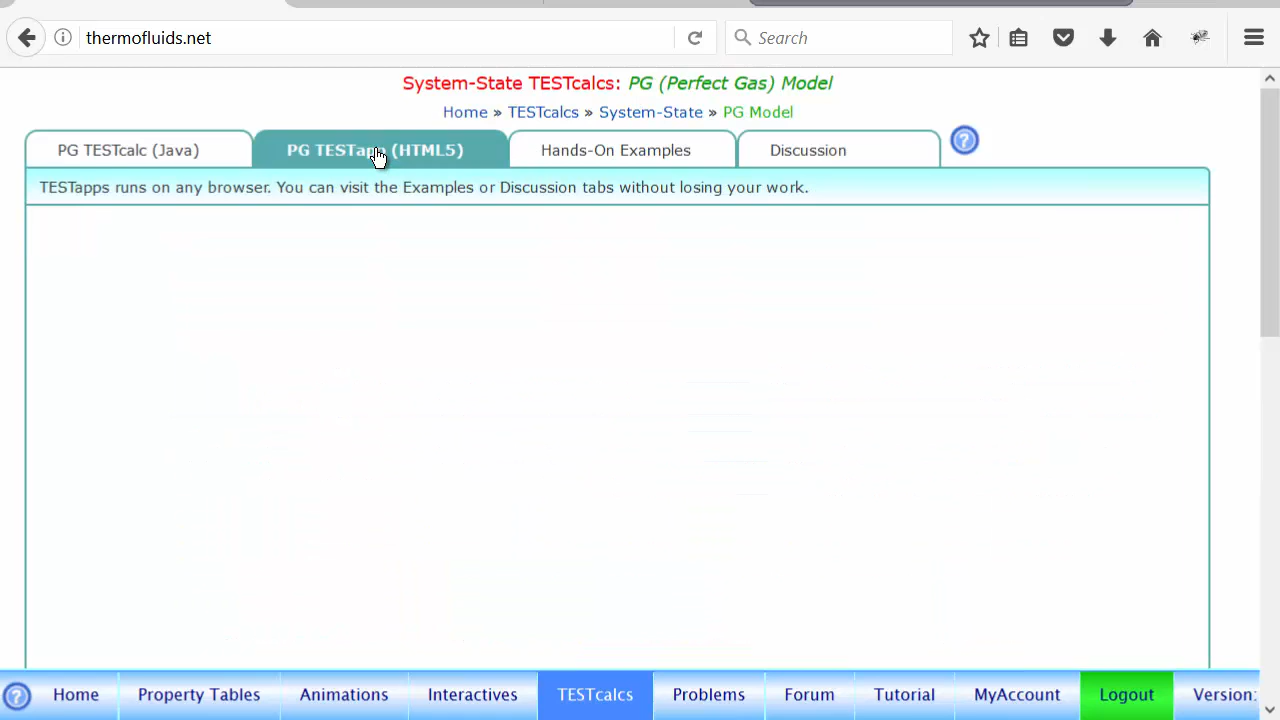 thermofluids.net
Search
System-State TESTcalcs: PG (Perfect Gas) Model
Home » TESTcalcs » System-State » PG Model
PG TESTcalc (Java)
PG TESTapp (HTML5)
Hands-On Examples
Discussion
TESTapps runs on any browser. You can visit the Examples or Discussion tabs without losing your work.
Home
Property Tables
Animations
Interactives
TESTcalcs
Problems
Forum
Tutorial
MyAccount
Logout
Version: